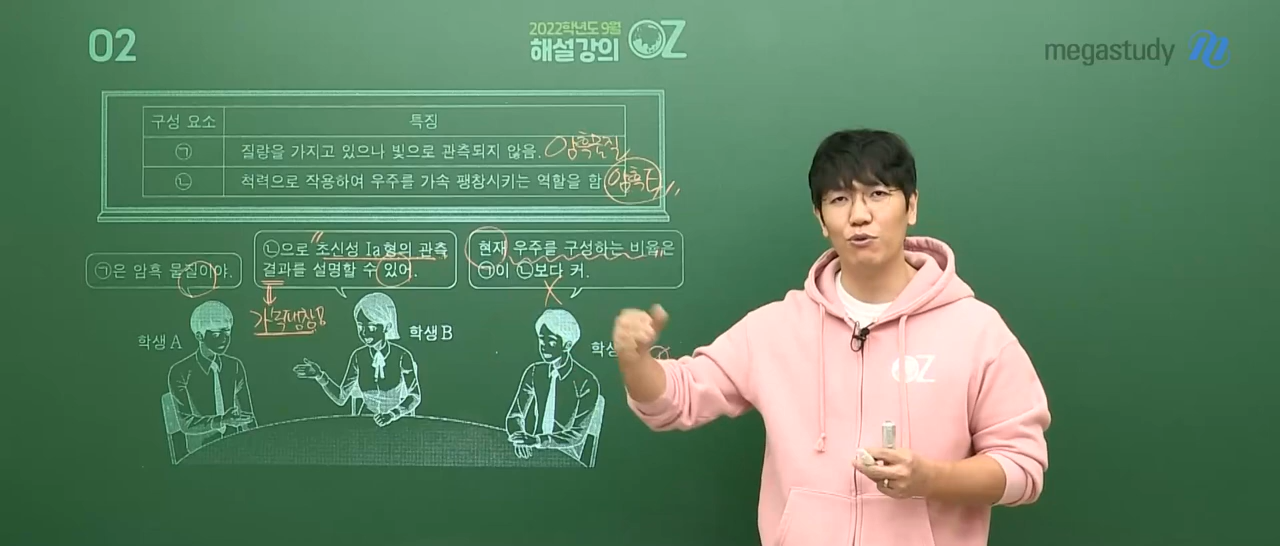 02
2022학년도 9월
해설강의 OZ
megastudy
구성 요소 특징
㉠ 질량을 가지고 있으나 빛으로 관측되지 않음. 암흑물질
㉡ 척력으로 작용하여 우주를 가속 팽창시키는 역할을 함 암흑E
㉠은 암흑 물질이야.
㉡으로 초신성 Ia형의 관측
결과를 설명할 수 있어.
현재 우주를 구성하는 비율은
㉠이 ㉡보다 커.
X
가속팽창
학생 A
학생 B
OZ